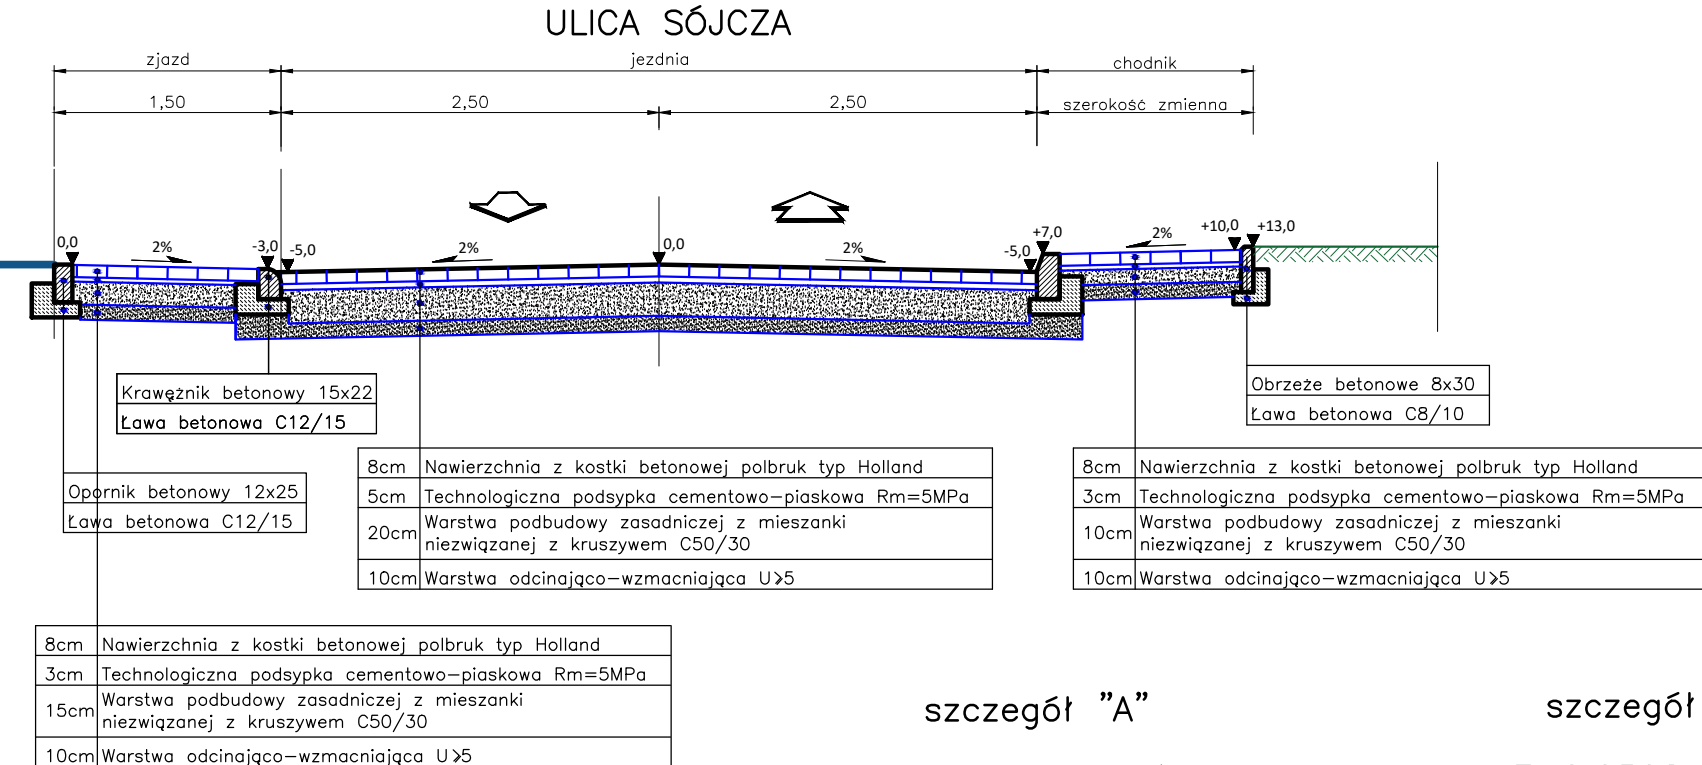 ULICA SÓJCZA
zjazd
jezdnia
chodnik
1,50
2,50
2,50
szerokość zmienna
0,0
2%
-3,0
-5,0
2%
0,0
2%
-5,0
+7,0
2%
+10,0
+13,0
Krawężnik betonowy 15x22
Ława betonowa C12/15
Obrzeże betonowe 8x30
Ława betonowa C8/10
Opornik betonowy 12x25
Ława betonowa C12/15
8cm Nawierzchnia z kostki betonowej polbruk typ Holland
5cm Technologiczna podsypka cementowo-piaskowa Rm=5MPa
20cm Warstwa podbudowy zasadniczej z mieszanki
niezwiązanej z kruszywem C50/30
10cm Warstwa odcinająco-wzmacniająca U>5
8cm Nawierzchnia z kostki betonowej polbruk typ Holland
3cm Technologiczna podsypka cementowo-piaskowa Rm=5MPa
10cm Warstwa podbudowy zasadniczej z mieszanki
niezwiązanej z kruszywem C50/30
10cm Warstwa odcinająco-wzmacniająca U>5
8cm Nawierzchnia z kostki betonowej polbruk typ Holland
3cm Technologiczna podsypka cementowo-piaskowa Rm=5MPa
15cm Warstwa podbudowy zasadniczej z mieszanki
niezwiązanej z kruszywem C50/30
10cm Warstwa odcinająco-wzmacniająca U>5
szczegół "A"
szczegół